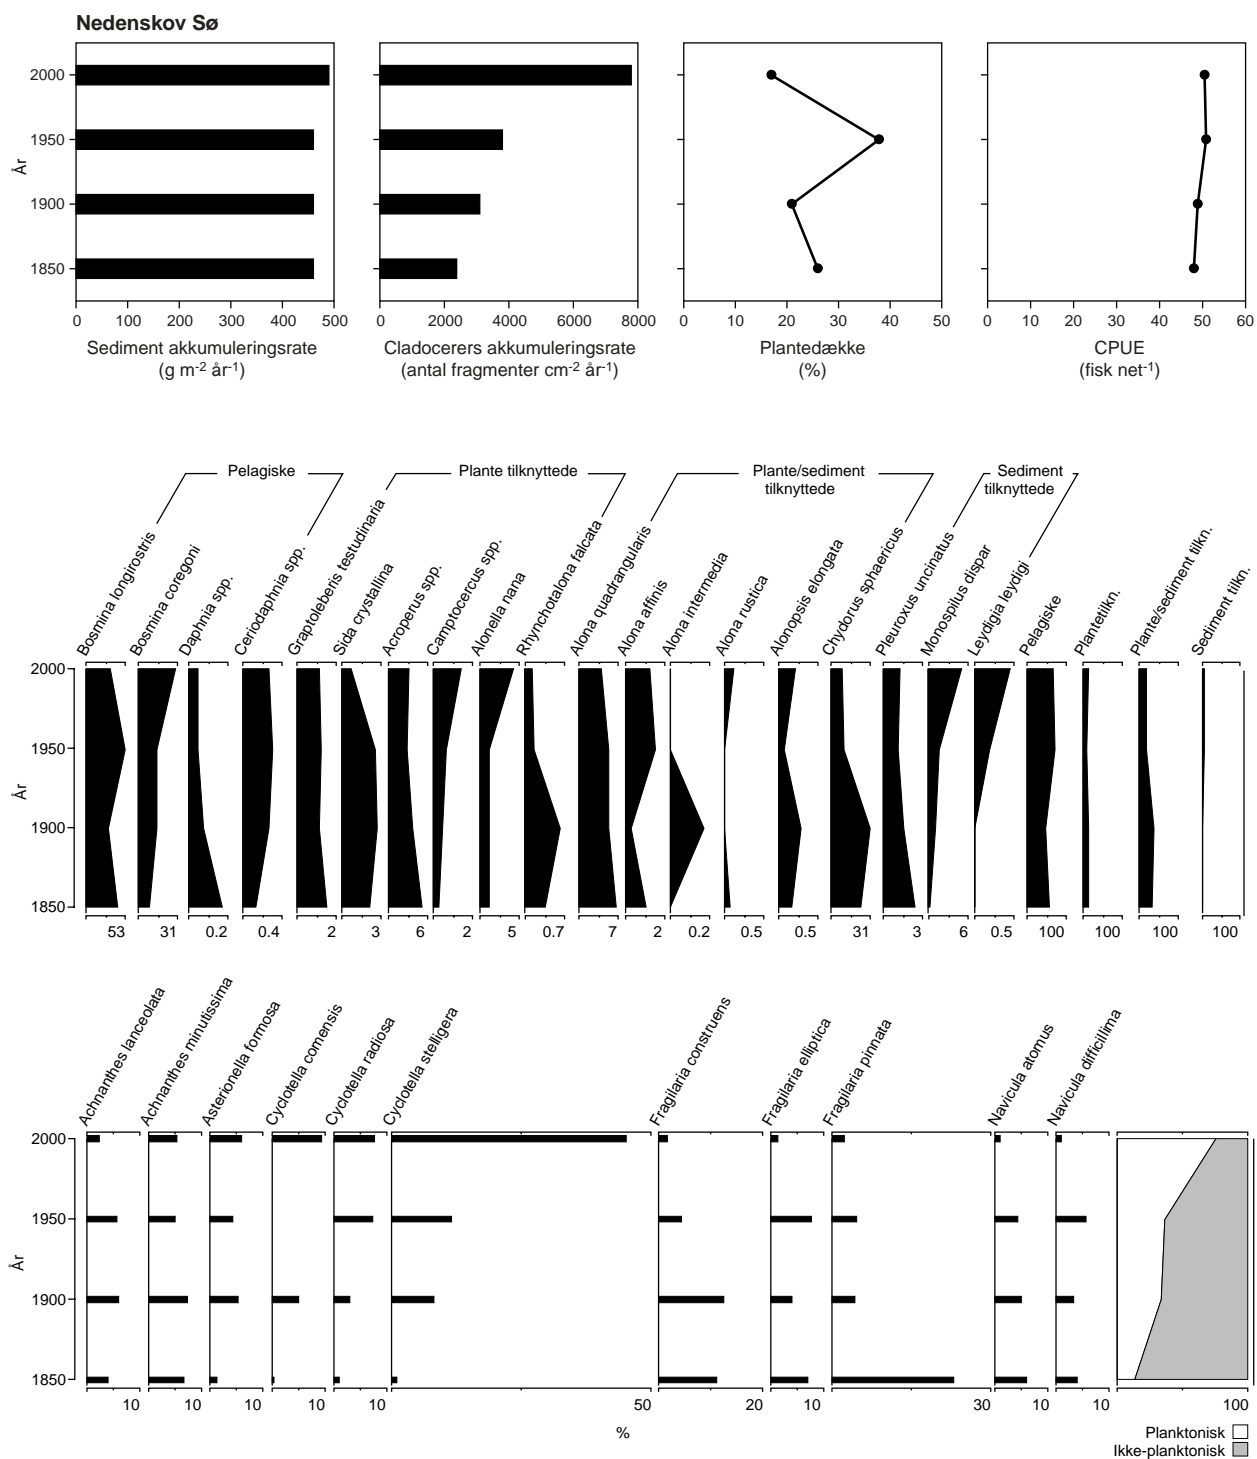 Nedenskov Sø
2000
1950
1900
1850
År
0 100 200 300 400 500
0 2000 4000 6000 8000
0 10 20 30 40 50
0 10 20 30 40 50 60
Sediment akkumuleringsrate
(g m-2 år-1)
Cladocerers akkumuleringsrate
(antal fragmenter cm-2 år-1)
Plantedække
(%)
CPUE
(fisk net-1)
Pelagiske
Plante tilknyttede
Plante/sediment
tilknyttede
Sediment
tilknyttede
Bosmina longirostris
Bosmina coregoni
Daphnia spp.
Ceriodaphnia spp.
Graptoleberis testudinaria
Sida crystallina
Acroperus spp.
Camptocercus spp.
Alonella nana
Rhynchotalona falcata
Alona quadrangularis
Alona affinis
Alona intermedia
Alona rustica
Alonopsis elongata
Chydorus sphaericus
Pleuroxus uncinatus
Monospilus dispar
Leydigia leydigi
Pelagiske
Plantetilkn.
Plante/sediment tilkn.
Sediment tilkn.
2000
1950
1900
1850
År
53 31 0.2 0.4 2 3 6 2 5 0.7 7 2 0.2 0.5 0.5 31 3 6 0.5 100 100 100 100
Achnanthes lanceolata
Achnanthes minutissima
Asterionella formosa
Cyclotella comensis
Cyclotella radiosa
Cyclotella stelligera
Fragilaria construens
Fragilaria elliptica
Fragilaria pinnata
Navicula atomus
Navicula difficillima
2000
1950
1900
1850
År
10 10 10 10 10 50 20 10 30 10 10 100
%
Planktonisk
Ikke-planktonisk